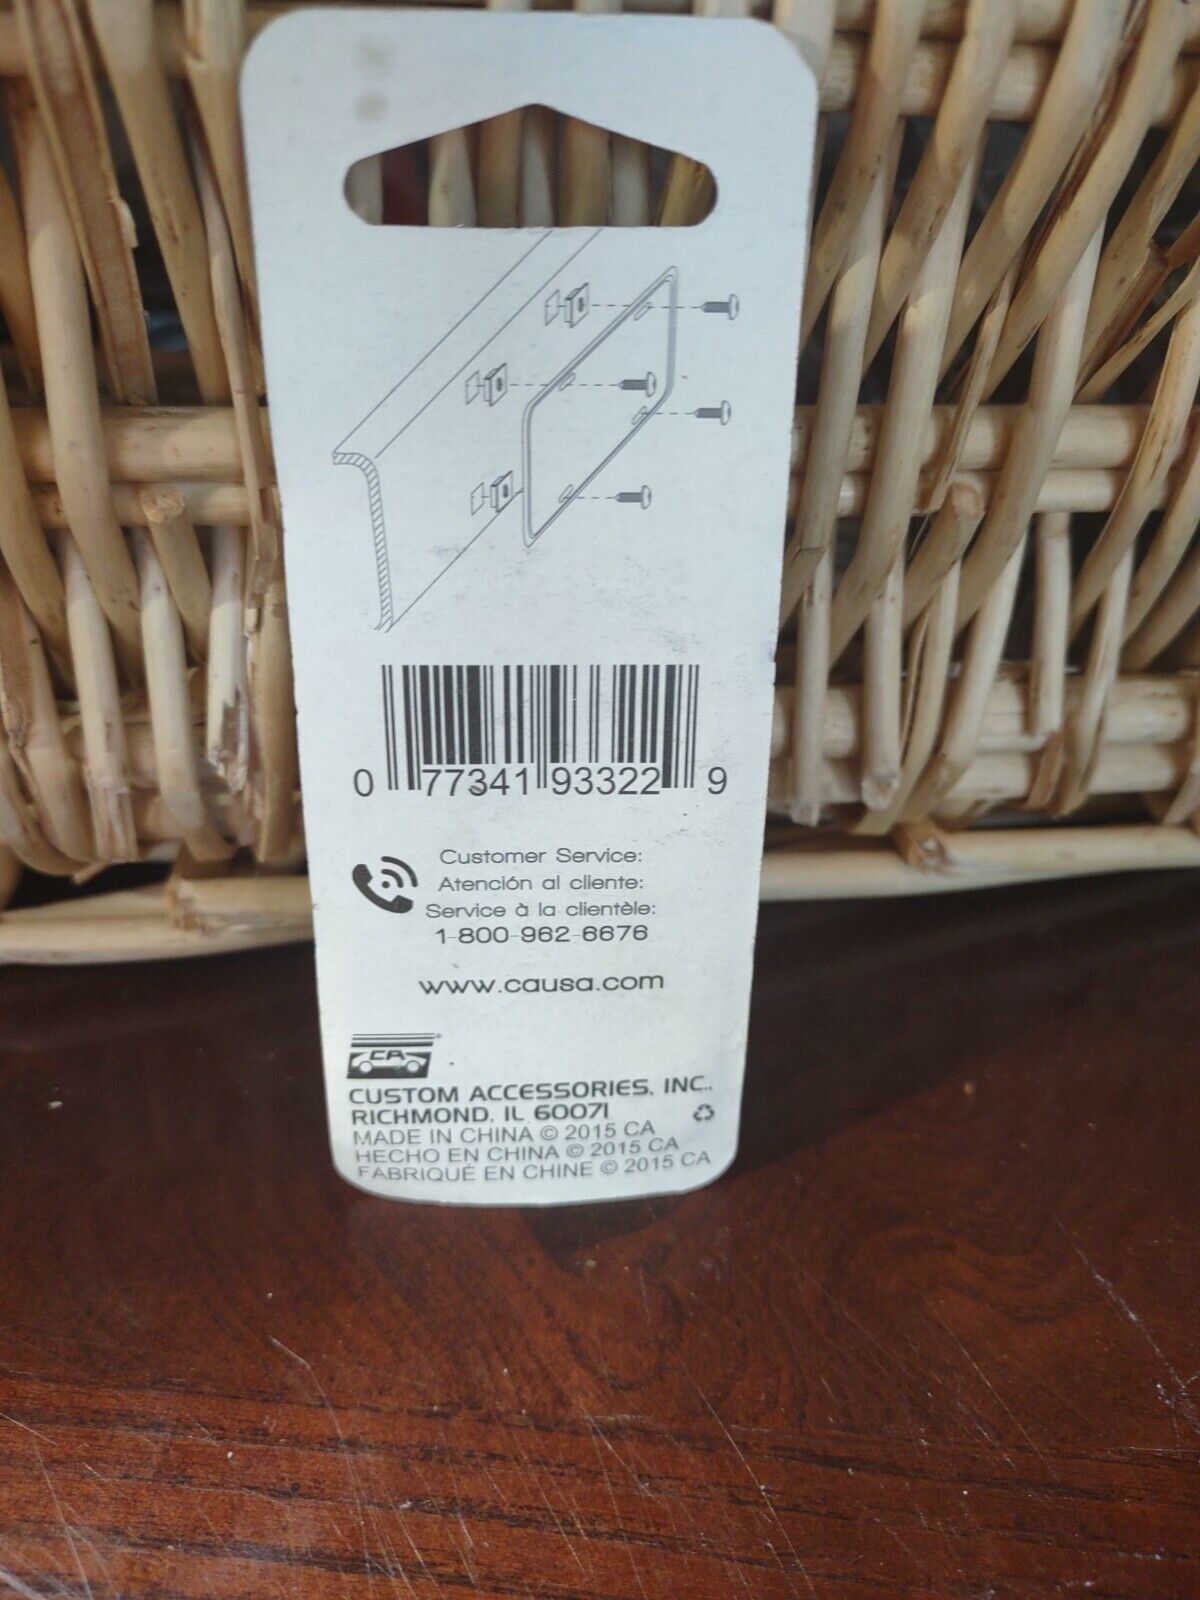 0 77341 93322 9
Customer Service:
Atención al cliente:
Service à la clientèle:
1-800-962-6676
www.causa.com
CA
CUSTOM ACCESSORIES, INC..
RICHMOND, IL 60071
MADE IN CHINA © 2015 CA
HECHO EN CHINA © 2015 CA
FABRIQUÉ EN CHINE © 2015 CA